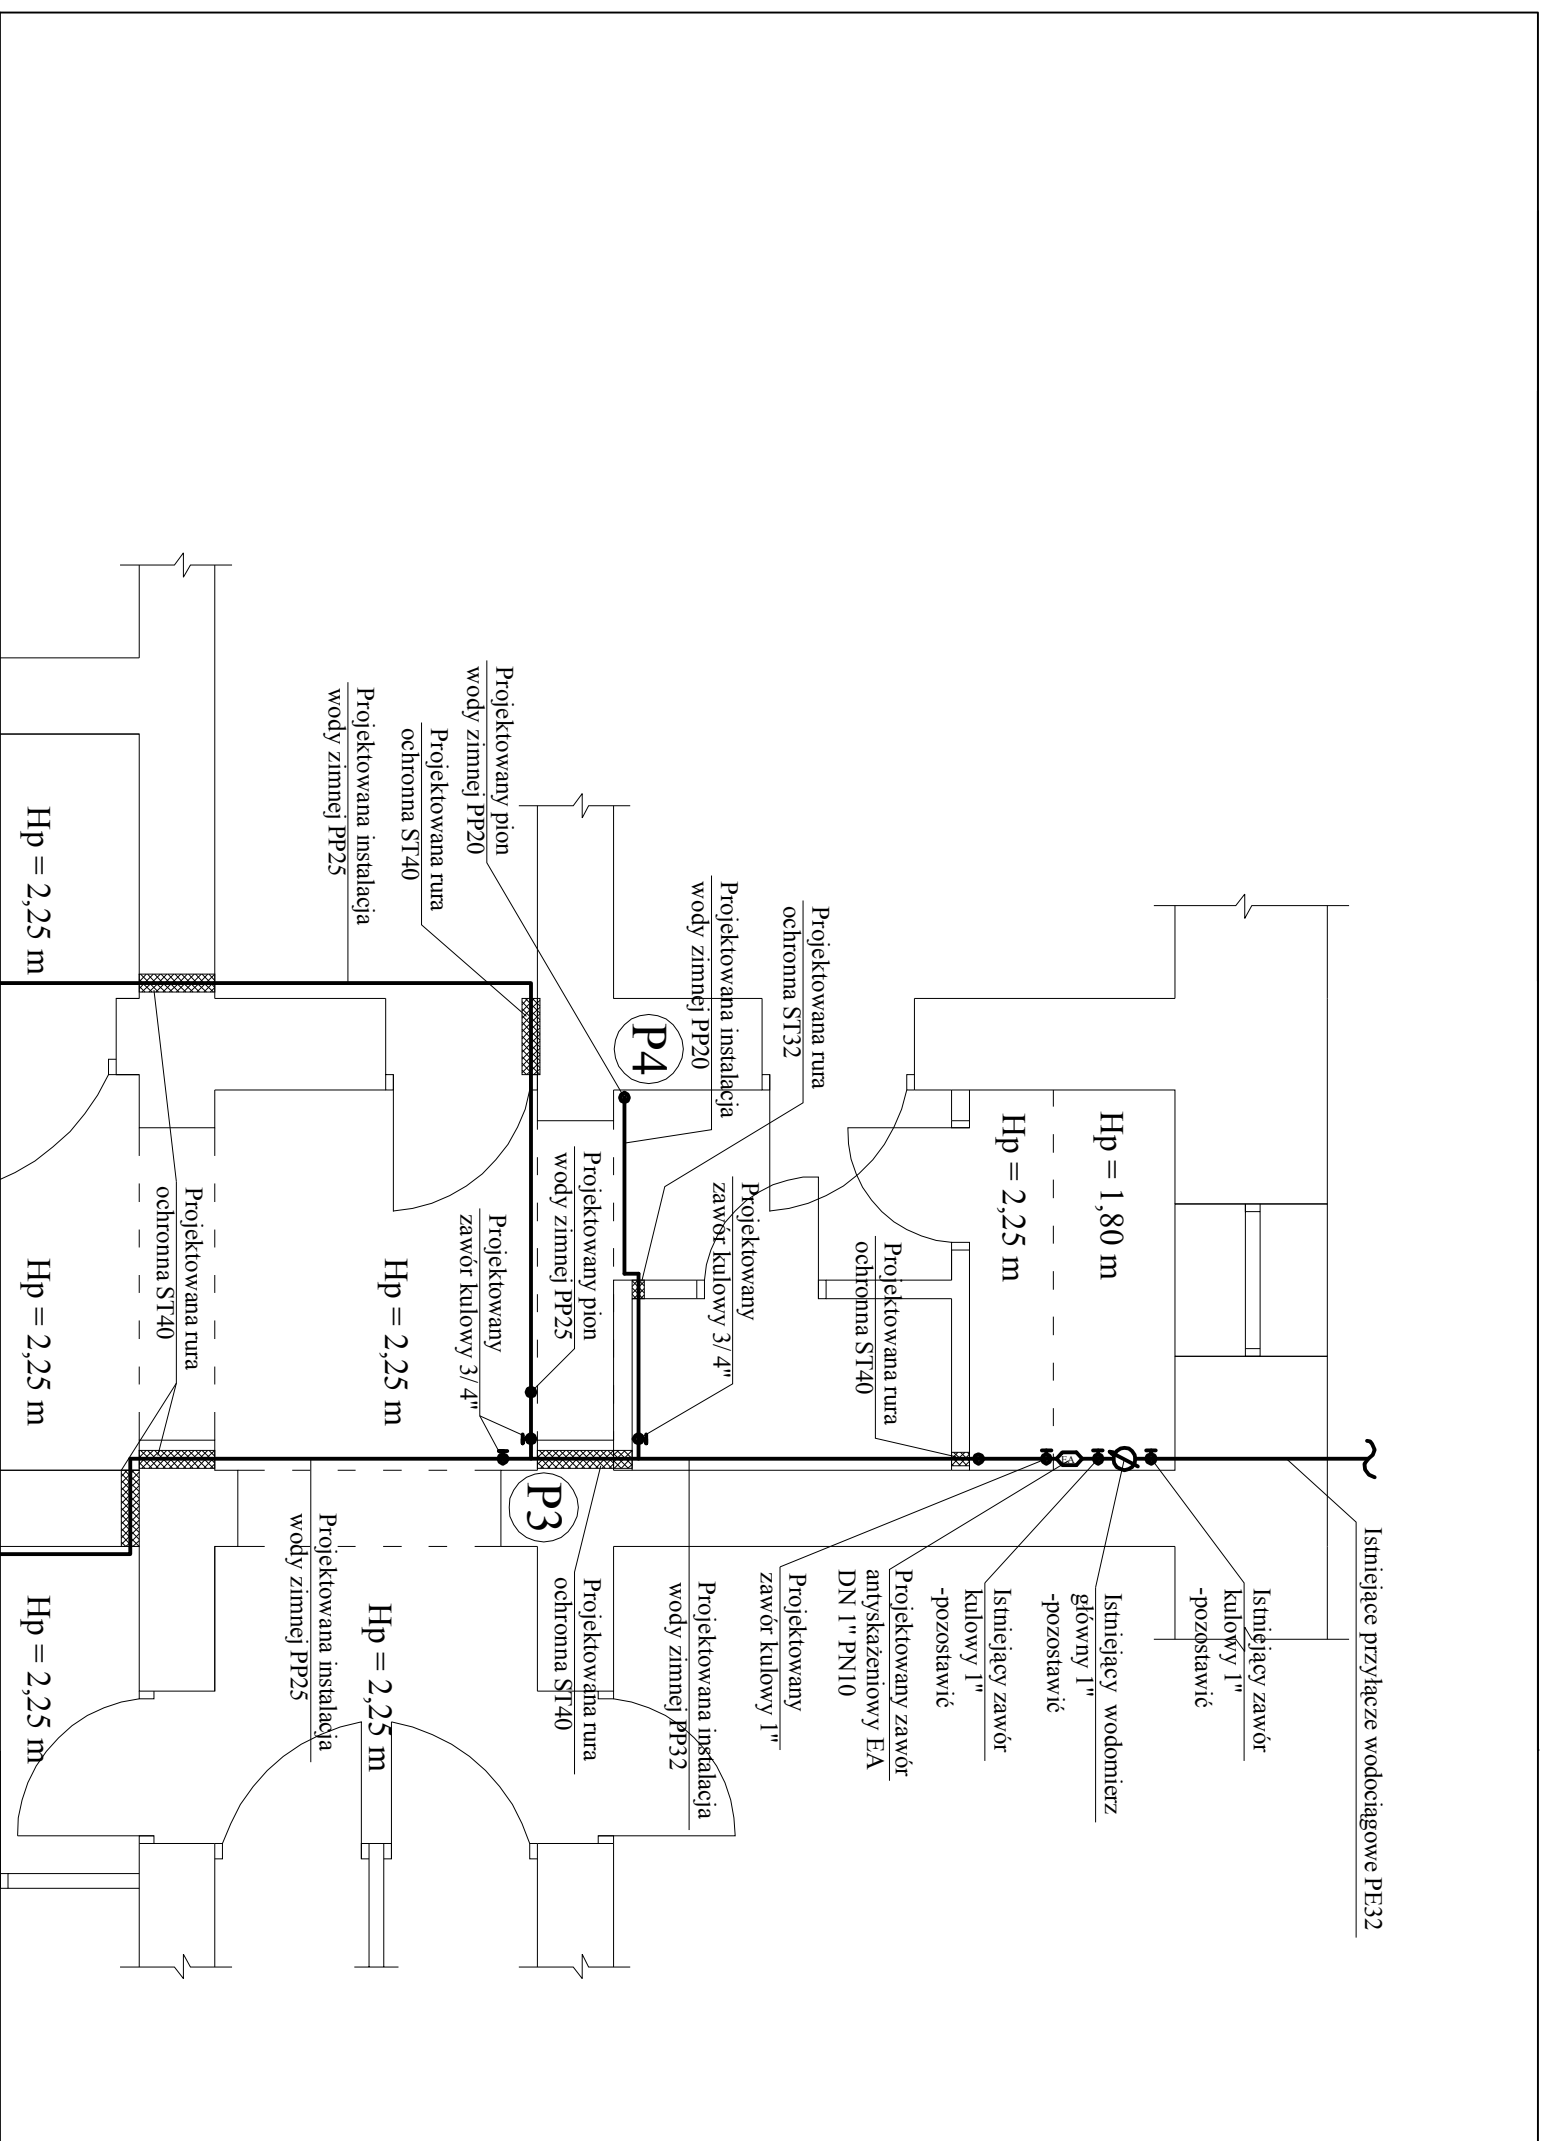 Istniejące przyłącze wodociągowe PE32
Istniejący zawór
kulowy 1"
-pozostawić
Istniejący wodomierz
główny 1"
-pozostawić
Istniejący zawór
kulowy 1"
-pozostawić
Projektowany zawór
antyskażeniowy EA
DN 1" PN10
Projektowany
zawór kulowy 1"
EA
Hp = 1,80 m
Hp = 2,25 m
Projektowana rura
ochronna ST40
Projektowana rura
ochronna ST32
Projektowany
zawór kulowy 3/4"
Projektowana instalacja
wody zimnej PP20
Projektowana instalacja
wody zimnej PP32
P4
Projektowany pion
wody zimnej PP25
Projektowana rura
ochronna ST40
P3
Projektowany pion
wody zimnej PP20
Projektowany
zawór kulowy 3/4"
Projektowana rura
ochronna ST40
Hp = 2,25 m
Hp = 2,25 m
Projektowana instalacja
wody zimnej PP25
Projektowana instalacja
wody zimnej PP25
Projektowana rura
ochronna ST40
Hp = 2,25 m
Hp = 2,25 m
Hp = 2,25 m